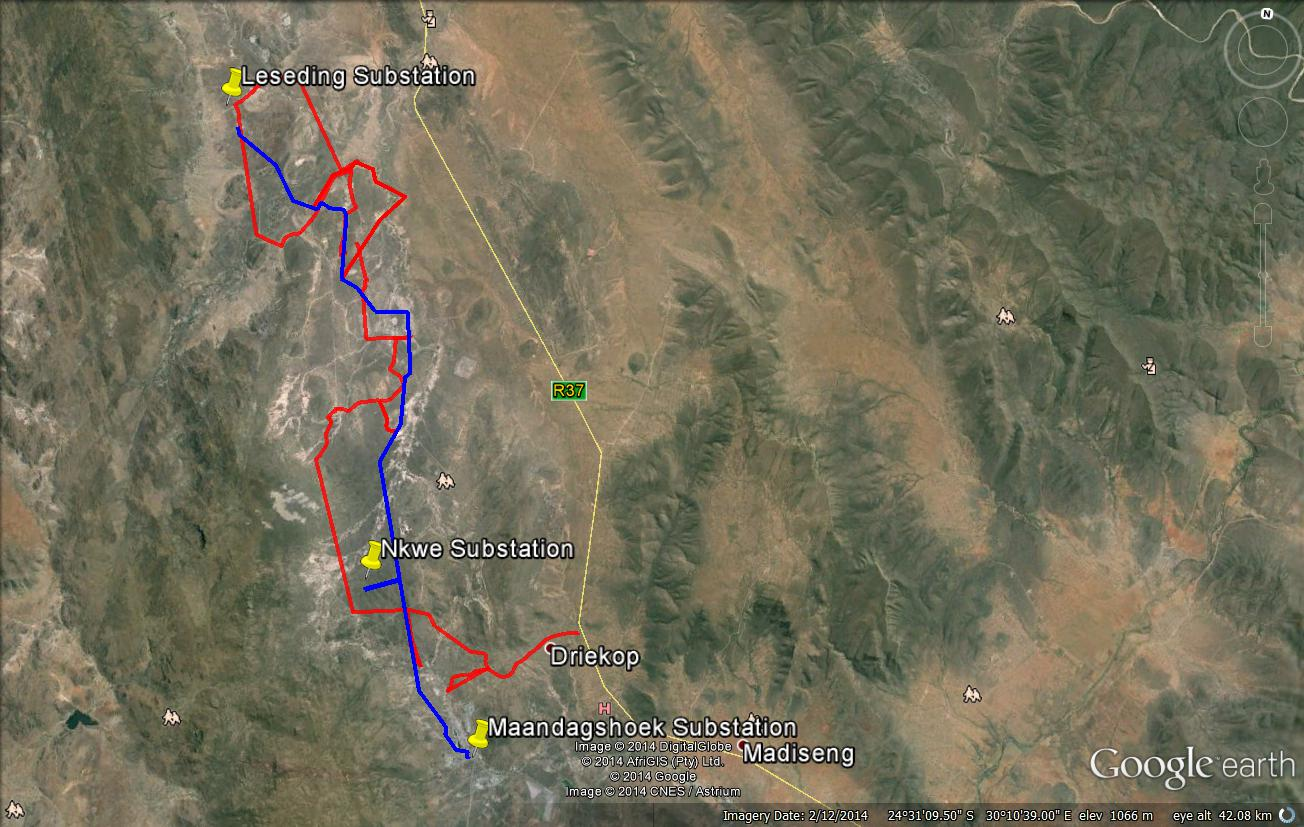 N
Leseding Substation
R37
Nkwe Substation
Driekop
H
Maandagshoek Substation
Madiseng
Image © 2014 DigitalGlobe
© 2014 AfriGIS (Pty) Ltd.
© 2014 Google
Image © 2014 CNES / Astrium
Google earth
Imagery Date: 2/12/2014 24°31'09.50" S 30°10'39.00" E elev 1066 m eye alt 42.08 km